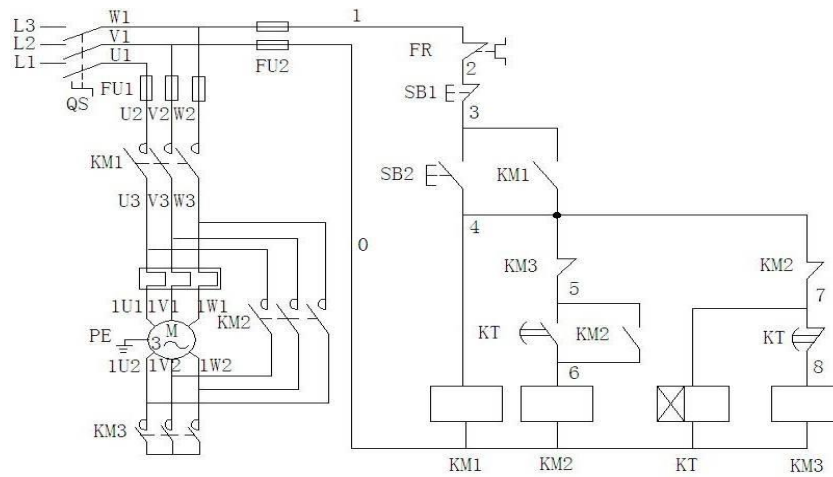 L3 W1 1
L2 V1
L1 U1
QS FU1 FU2
U2 V2 W2
KM1
U3 V3 W3
FR
2
SB1
3
SB2 KM1
4
0
KM3 KM2
5 7
KT KM2 KT
6 8
1U1 1V1 1W1
KM2
PE M
3
1U2 1V2 1W2
KM3
KM1 KM2 KT KM3